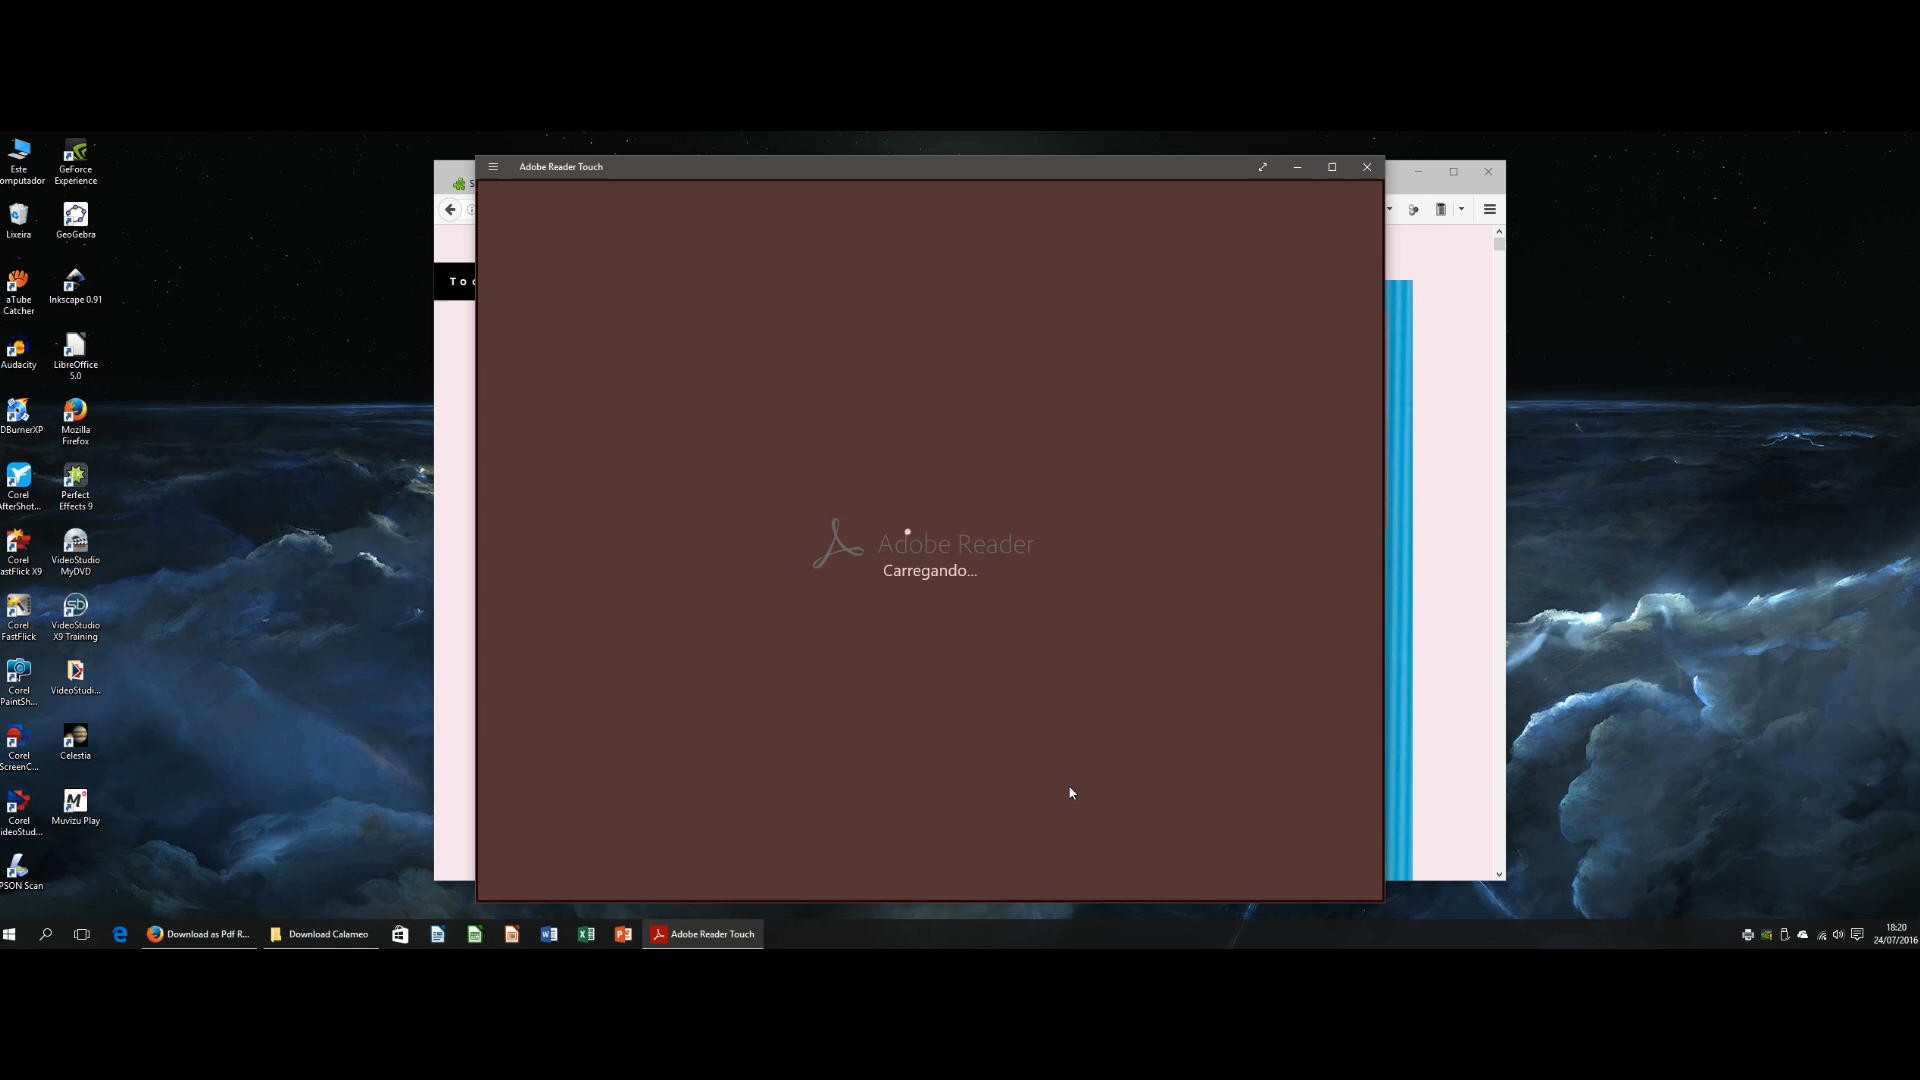 Este
omputador
GeForce
Experience
Lixeira
GeoGebra
aTube
Catcher
Inkscape 0.91
Audacity
LibreOffice
5.0
DBurnerXP
Mozilla
Firefox
Corel
AfterShot...
Perfect
Effects 9
Corel
astFlick X9
VideoStudio
MyDVD
Corel
FastFlick
VideoStudio
X9 Training
Corel
PaintSh...
VideoStudi...
Corel
ScreenC...
Celestia
Corel
ideoStud...
Muvizu Play
PSON Scan
Adobe Reader Touch
S
To
Adobe Reader
Carregando...
Download as Pdf R...
Download Calameo
Adobe Reader Touch
18:20
24/07/2016